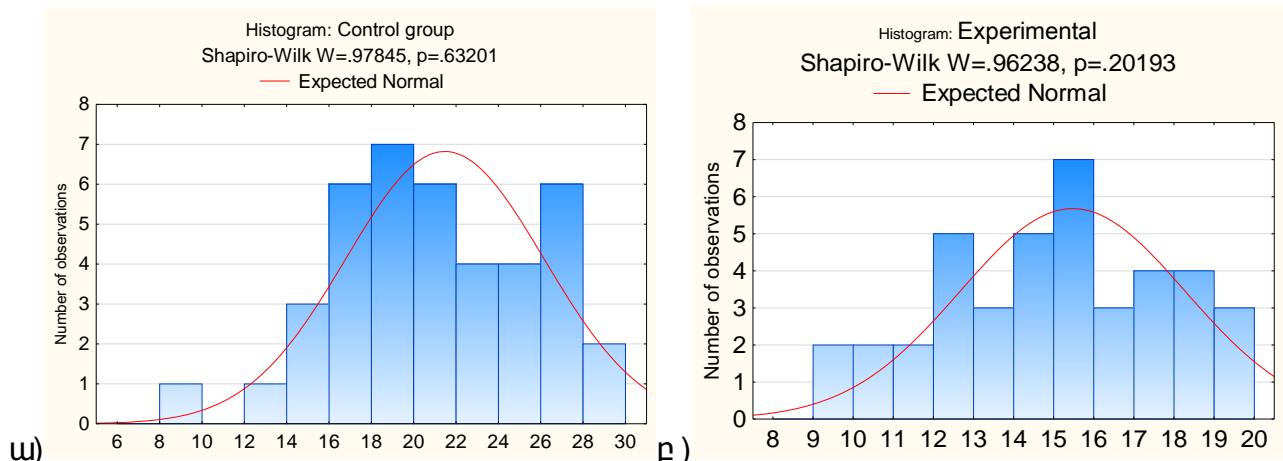 Histogram: Control group
Shapiro-Wilk W=.97845, p=.63201
Expected Normal
8
7
6
5
4
3
2
1
0
Number of observations
6 8 10 12 14 16 18 20 22 24 26 28 30
ա)
Histogram: Experimental
Shapiro-Wilk W=.96238, p=.20193
Expected Normal
8
7
6
5
4
3
2
1
0
Number of observations
8 9 10 11 12 13 14 15 16 17 18 19 20
բ)